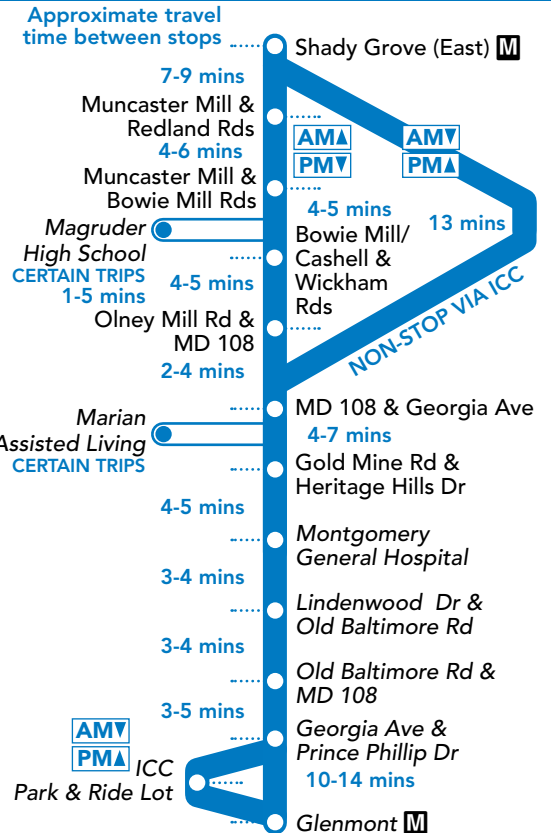 Approximate travel
time between stops
Shady Grove (East) M
7-9 mins
Muncaster Mill &
Redland Rds
AM▲
PM▼
AM▼
PM▲
4-6 mins
Muncaster Mill &
Bowie Mill Rds
4-5 mins
13 mins
Magruder
High School
CERTAIN TRIPS
1-5 mins
Bowie Mill/
Cashell &
Wickham
Rds
4-5 mins
NON-STOP VIA ICC
Olney Mill Rd &
MD 108
2-4 mins
MD 108 & Georgia Ave
Marian
Assisted Living
CERTAIN TRIPS
4-7 mins
Gold Mine Rd &
Heritage Hills Dr
4-5 mins
Montgomery
General Hospital
3-4 mins
Lindenwood Dr &
Old Baltimore Rd
3-4 mins
Old Baltimore Rd &
MD 108
3-5 mins
Georgia Ave &
Prince Phillip Dr
AM▼
PM▲
ICC
Park & Ride Lot
10-14 mins
Glenmont M